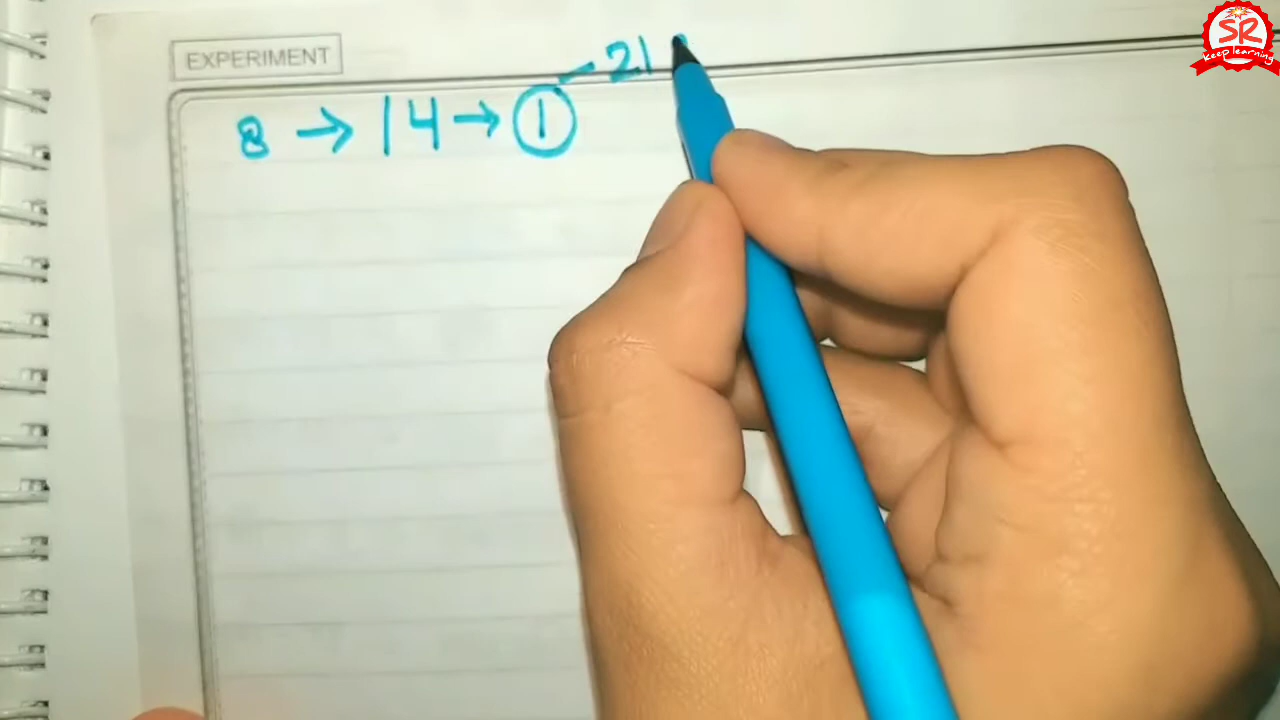 SR
Keep learning
EXPERIMENT
21
8 → 14 → 1